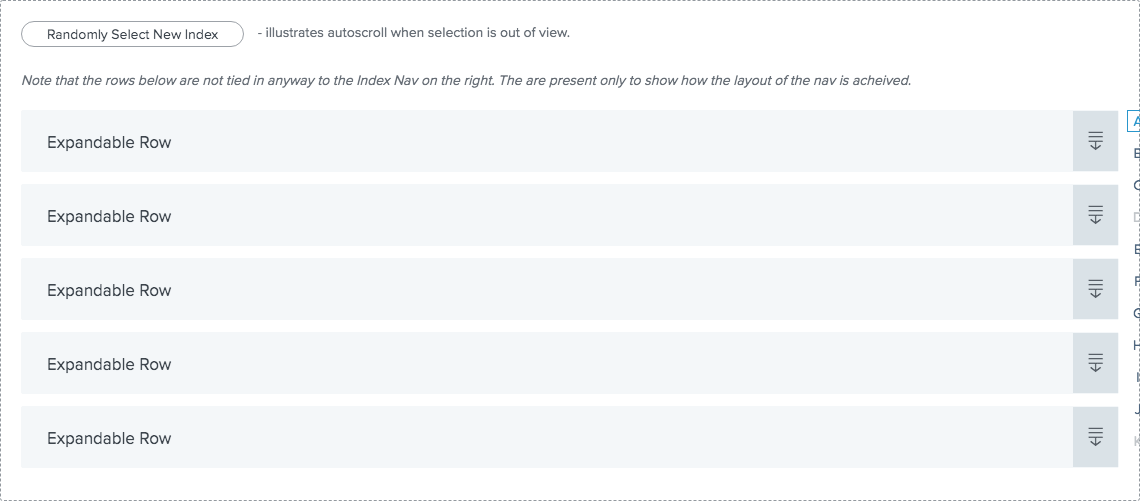 Randomly Select New Index - illustrates autoscroll when selection is out of view.
Note that the rows below are not tied in anyway to the Index Nav on the right. The are present only to show how the layout of the nav is acheived.
Expandable Row
A
B
Expandable Row
D
E
Expandable Row
F
G
Expandable Row
H
J
Expandable Row
K